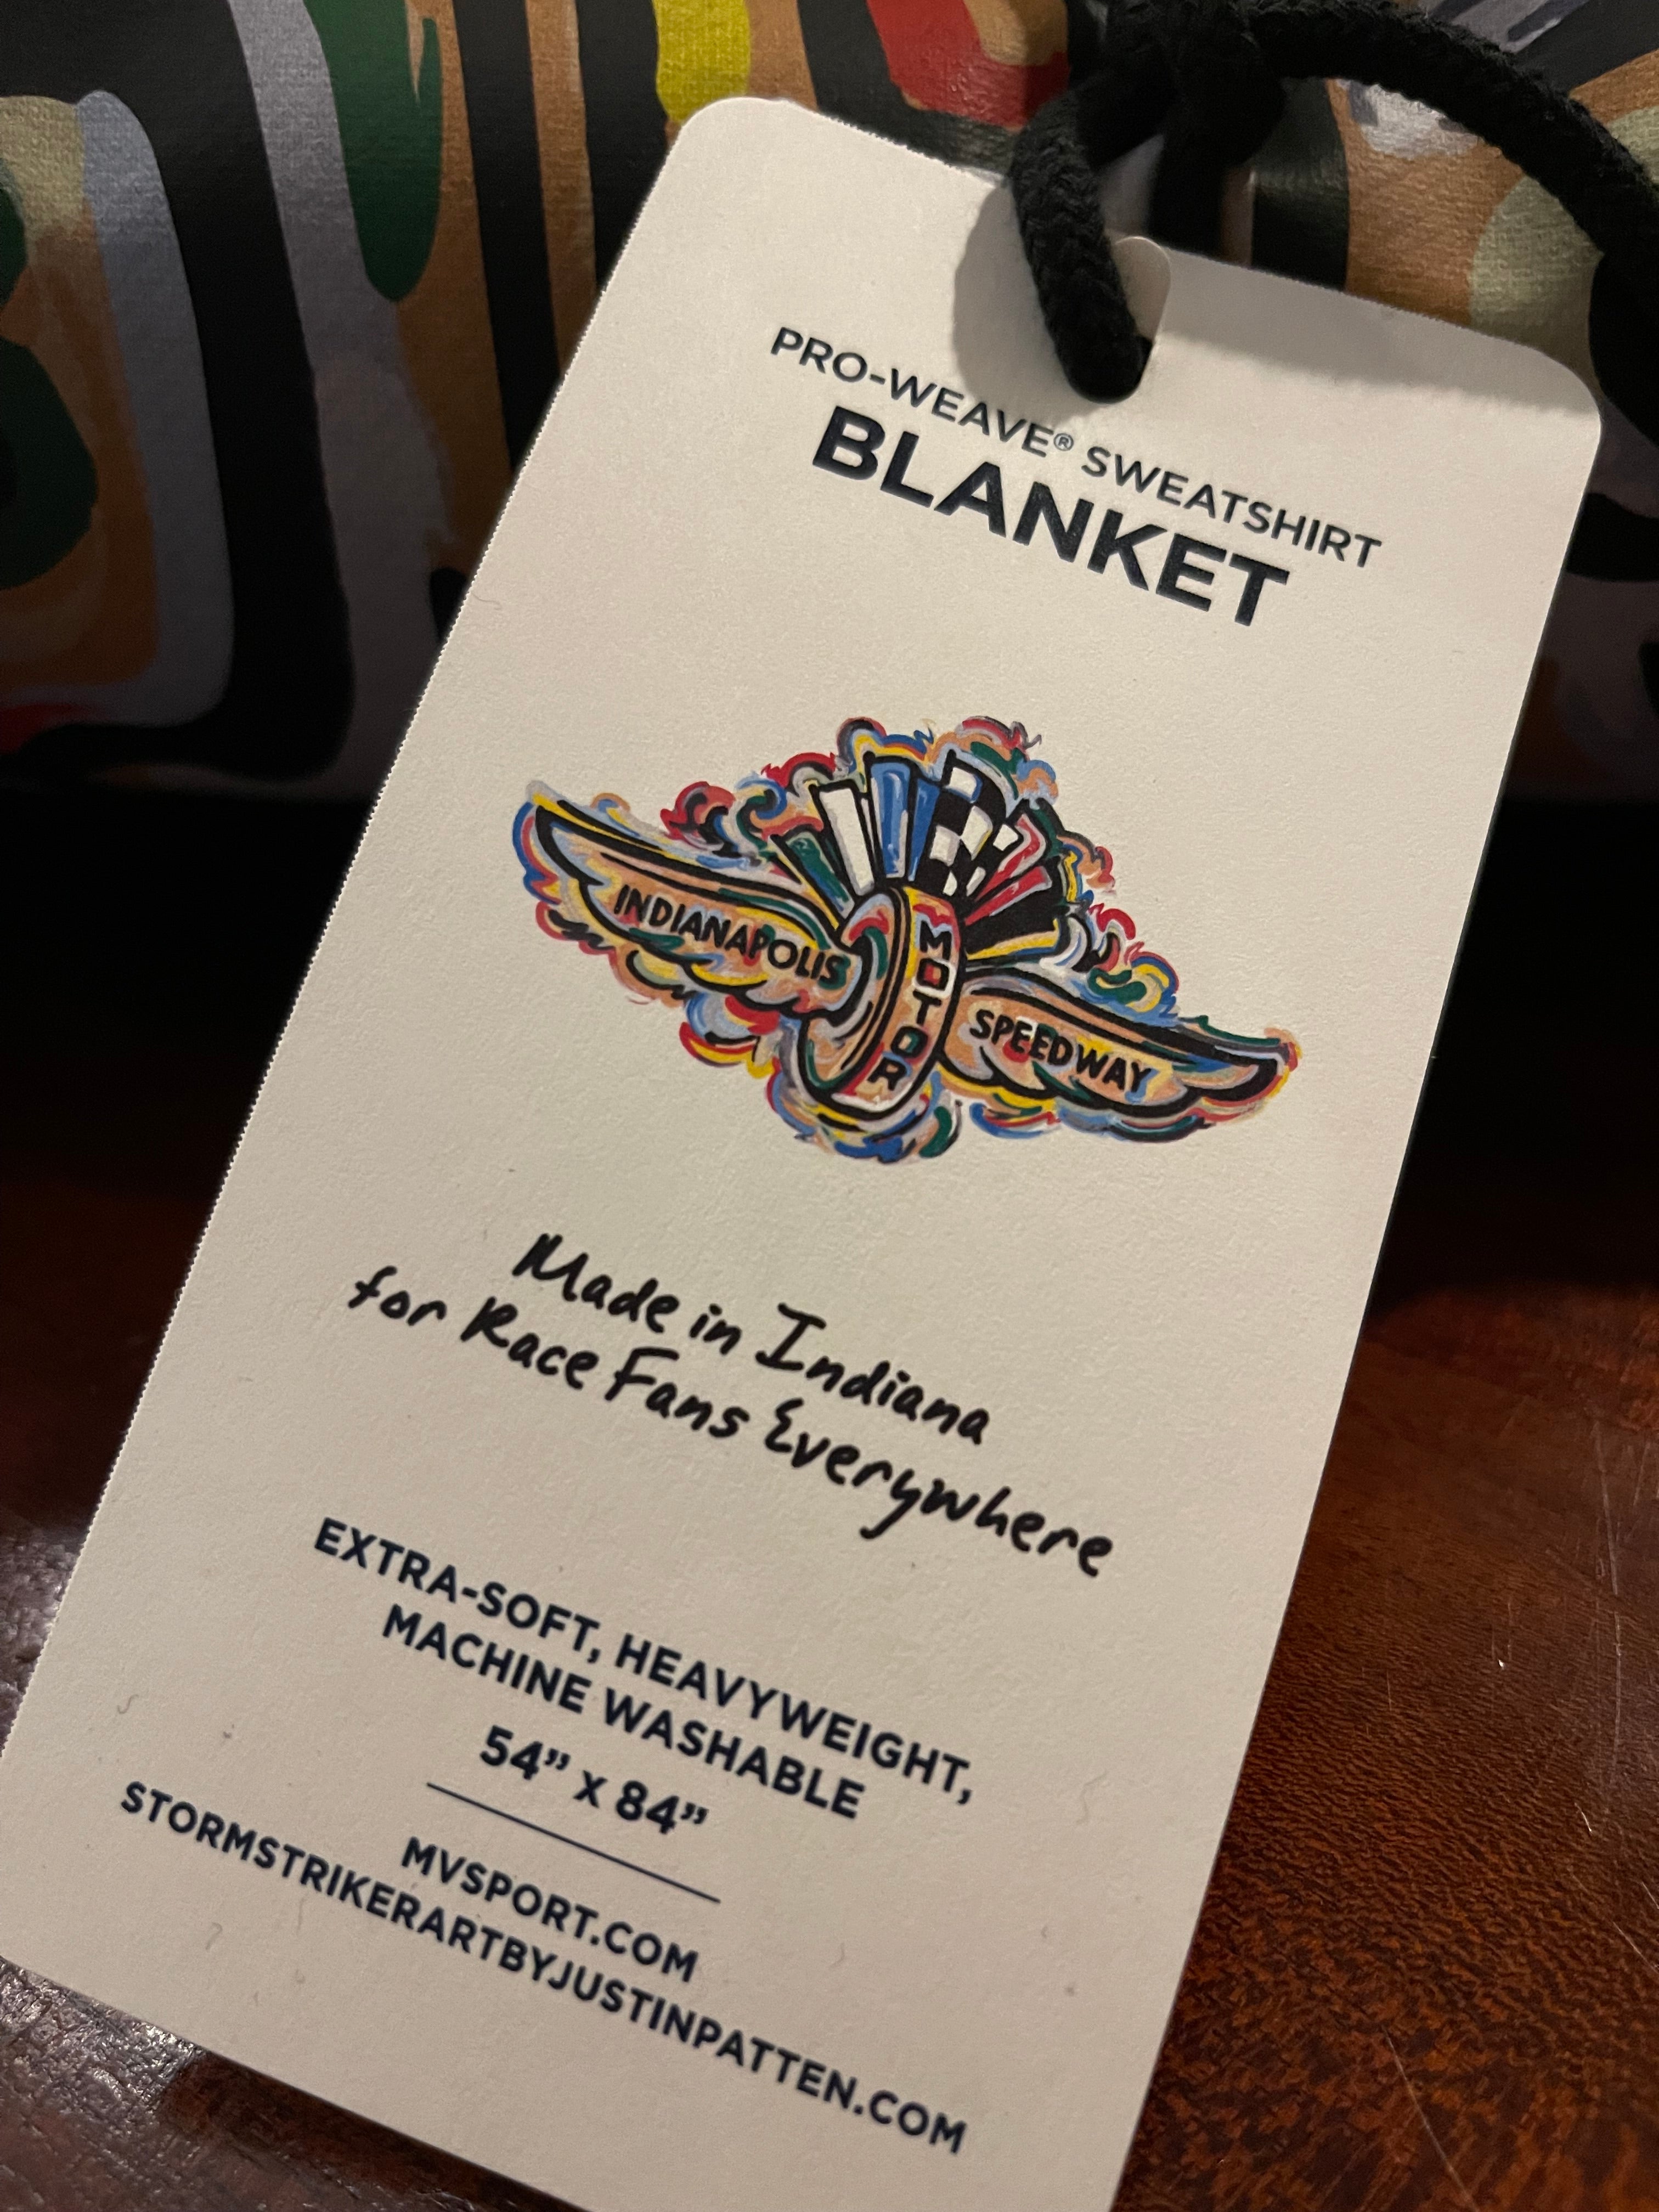 PRO-WEAVE® SWEATSHIRT
BLANKET
INDIANAPOLIS
MOTOR
SPEEDWAY
Made in Indiana
for Race Fans Everywhere
EXTRA-SOFT, HEAVYWEIGHT,
MACHINE WASHABLE
54” x 84”
MVSPORT.COM
STORMSTRIKERARTBYJUSTINPATTEN.COM